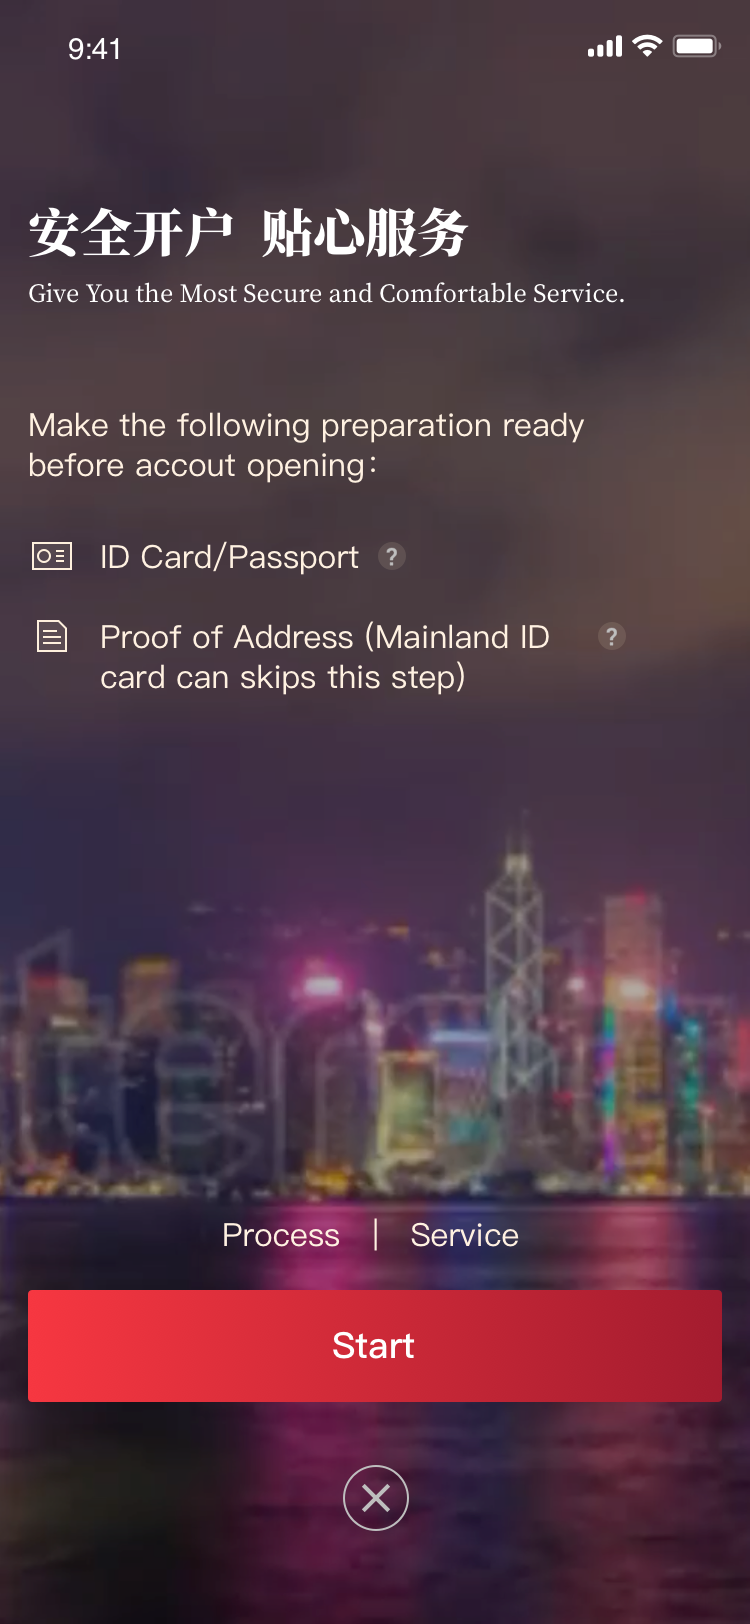 9:41
安全开户 贴心服务
Give You the Most Secure and Comfortable Service.
Make the following preparation ready
before accout opening：
ID Card/Passport ?
Proof of Address (Mainland ID ?
card can skips this step)
Process | Service
Start